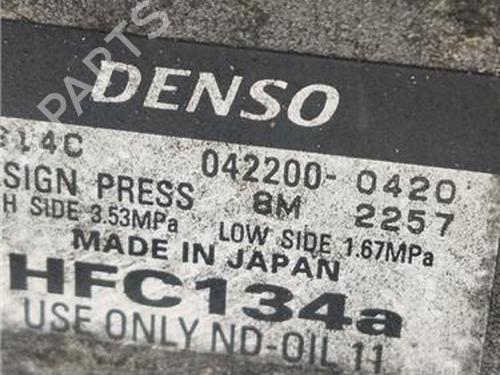 PARTS
DENSO
314C 042200-0420
SIGN PRESS 8M 2257
H SIDE 3.53MPa LOW SIDE 1.67MPa
MADE IN JAPAN
HFC134a
USE ONLY ND-OIL 11